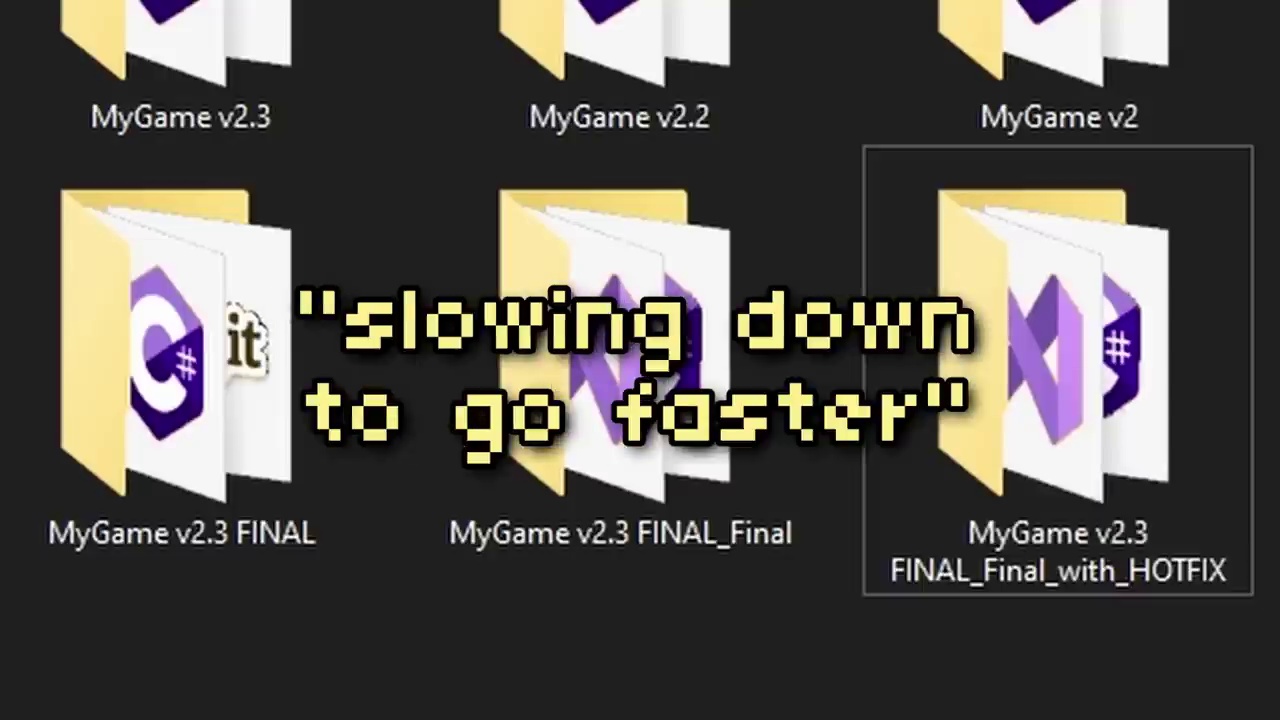 MyGame v2.3
MyGame v2.2
MyGame v2
"slowing down
to go faster"
C#
it
#
MyGame v2.3 FINAL
MyGame v2.3 FINAL_Final
MyGame v2.3
FINAL_Final_with_HOTFIX